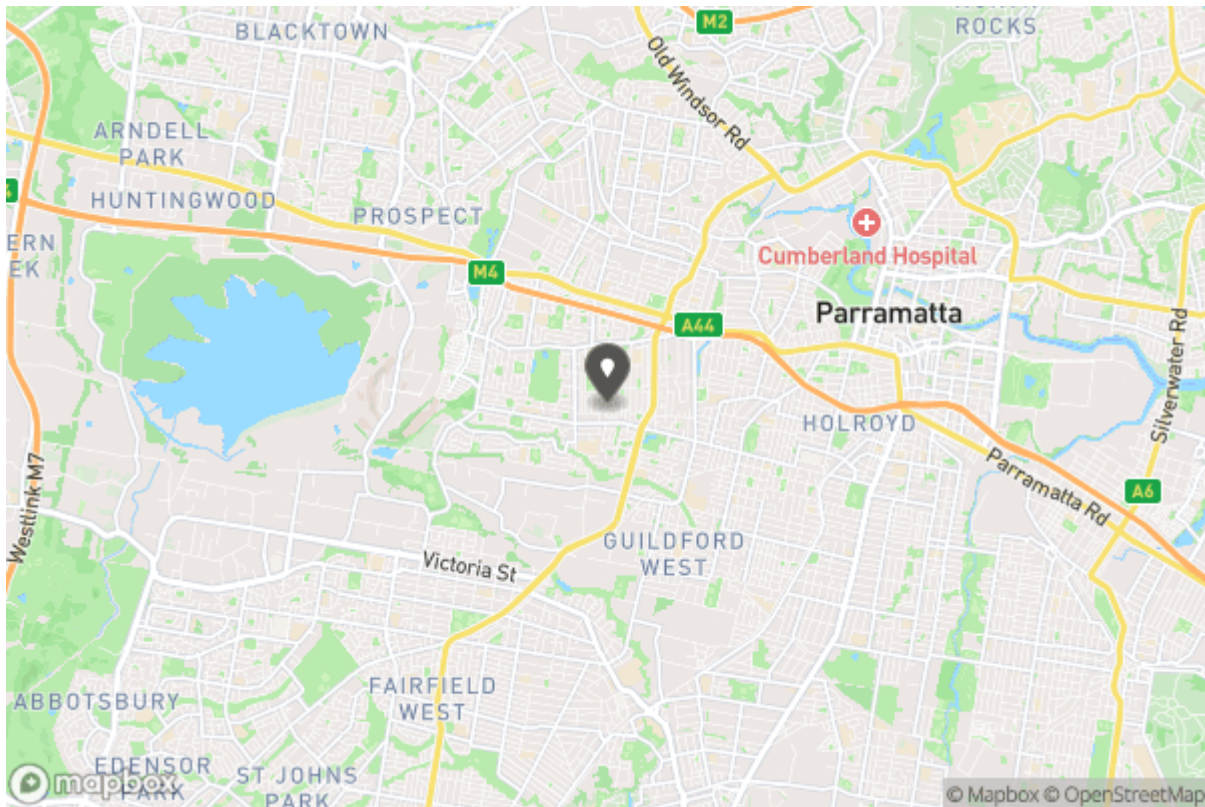 M2
ROCKS
BLACKTOWN
Old Windsor Rd
ARNDELL
PARK
HUNTINGWOOD
PROSPECT
Cumberland Hospital
EK
M4
Parramatta
A44
Silverwater Rd
HOLROYD
Parramatta Rd
A6
Westlink M7
GUILDFORD
WEST
Victoria St
FAIRFIELD
WEST
ABBOTSBURY
EDENSOR
PARK
ST JOHNS
PARK
mapbox
© Mapbox © OpenStreetMap